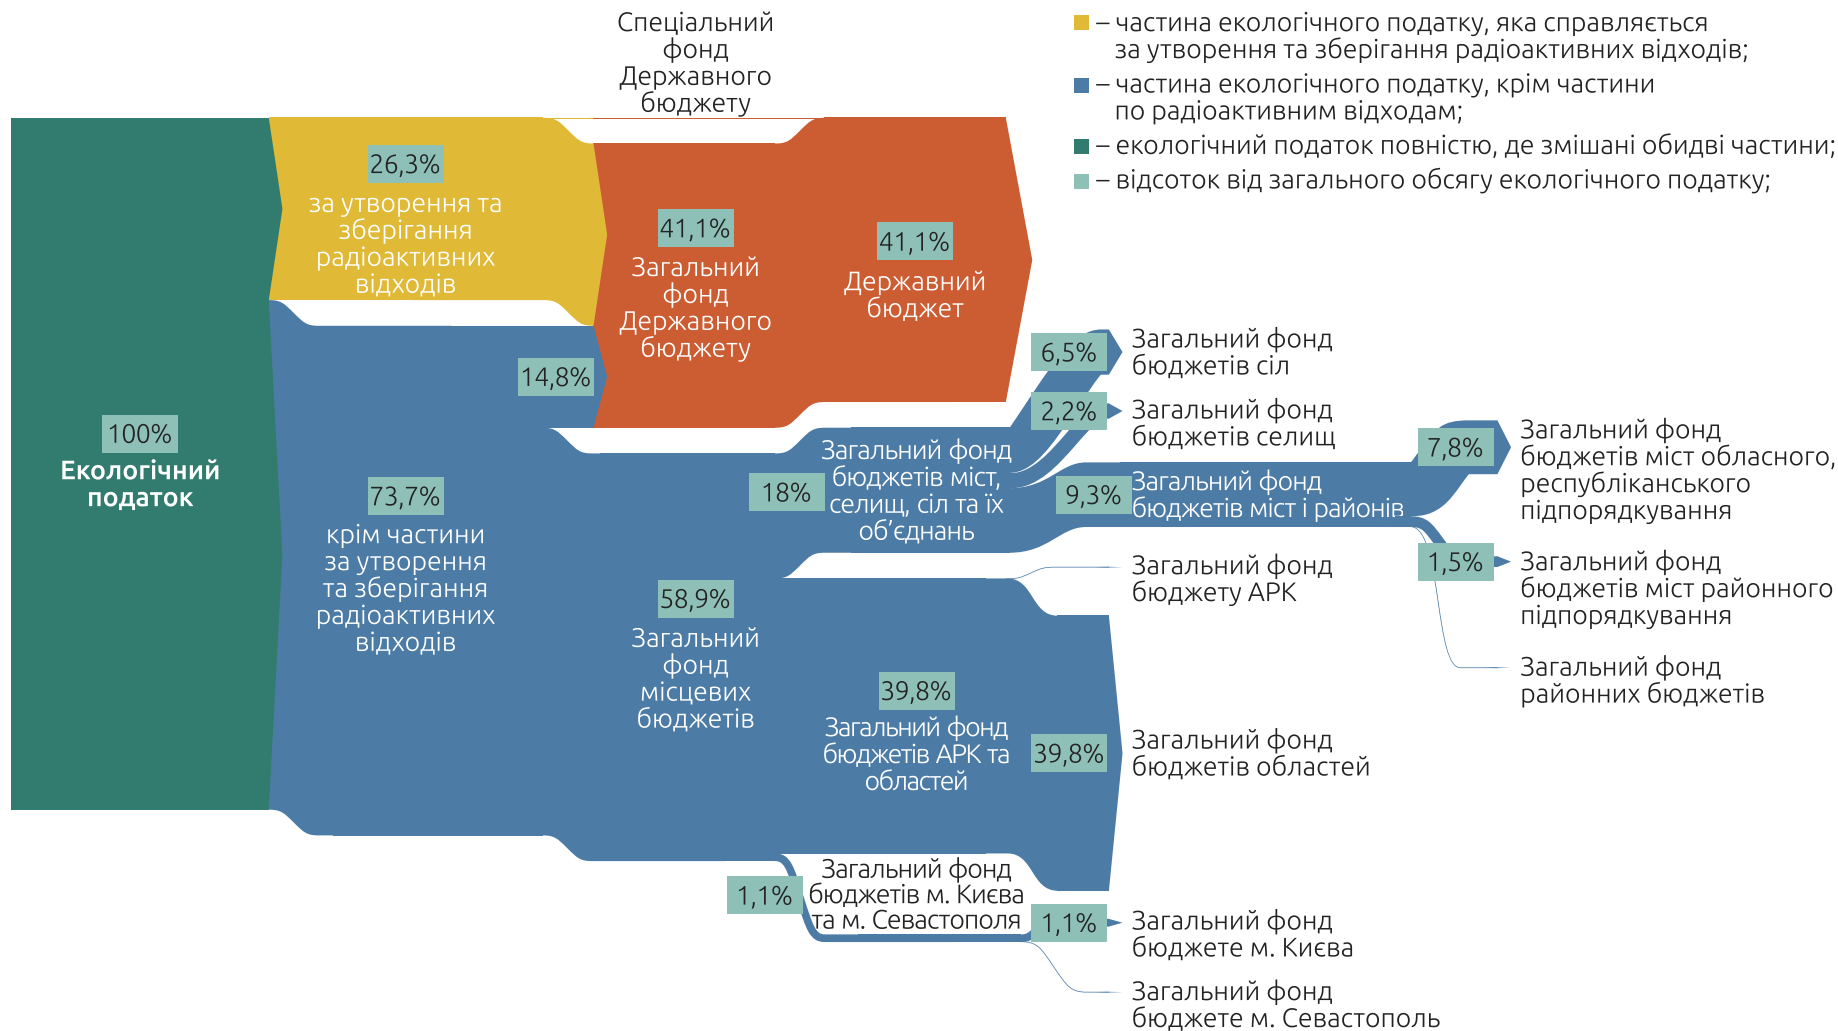 Спеціальний
фонд
Державного
бюджету
– частина екологічного податку, яка справляється
за утворення та зберігання радіоактивних відходів;
– частина екологічного податку, крім частини
по радіоактивним відходам;
– екологічний податок повністю, де змішані обидві частини;
– відсоток від загального обсягу екологічного податку;
100%
Екологічний
податок
26,3%
за утворення та
зберігання
радіоактивних
відходів
73,7%
крім частини
за утворення
та зберігання
радіоактивних
відходів
14,8%
41,1%
Загальний
фонд
Державного
бюджету
41,1%
Державний
бюджет
58,9%
Загальний
фонд
місцевих
бюджетів
18%
Загальний фонд
бюджетів міст,
селищ, сіл та їх
об’єднань
39,8%
Загальний фонд
бюджетів АРК та
областей
1,1%
Загальний фонд
бюджетів м. Києва
та м. Севастополя
6,5%
Загальний фонд
бюджетів сіл
2,2%
Загальний фонд
бюджетів селищ
9,3%
Загальний фонд
бюджетів міст і районів
Загальний фонд
бюджету АРК
39,8%
Загальний фонд
бюджетів областей
1,1%
Загальний фонд
бюджете м. Києва
Загальний фонд
бюджете м. Севастополь
7,8%
Загальний фонд
бюджетів міст обласного,
республіканського
підпорядкування
1,5%
Загальний фонд
бюджетів міст районного
підпорядкування
Загальний фонд
районних бюджетів